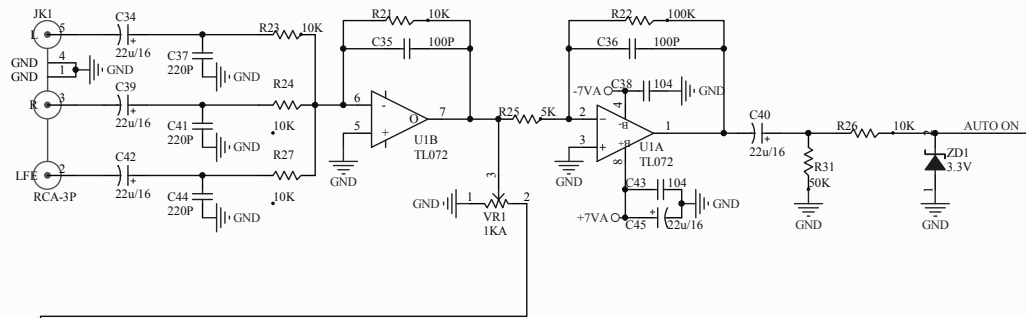 JK1
L
5
C34
22u/16
R23
10K
GND
4
GND
1
GND
C37
220P
GND
R
3
C39
22u/16
R24
10K
C41
220P
GND
LFE
2
RCA-3P
C42
22u/16
R27
10K
C44
220P
GND
R21
10K
C35
100P
6
-
O
7
5
+
U1B
TL072
GND
R25
5K
3
GND
1
2
VR1
1KA
R22
100K
C36
100P
-7VA
C38
104
GND
4
2
-
B-
1
3
+
B+
8
U1A
TL072
GND
C43
104
GND
+7VA
C45
+
22u/16
C40
+
22u/16
R31
50K
GND
R26
10K
2
AUTO ON
ZD1
3.3V
1
GND